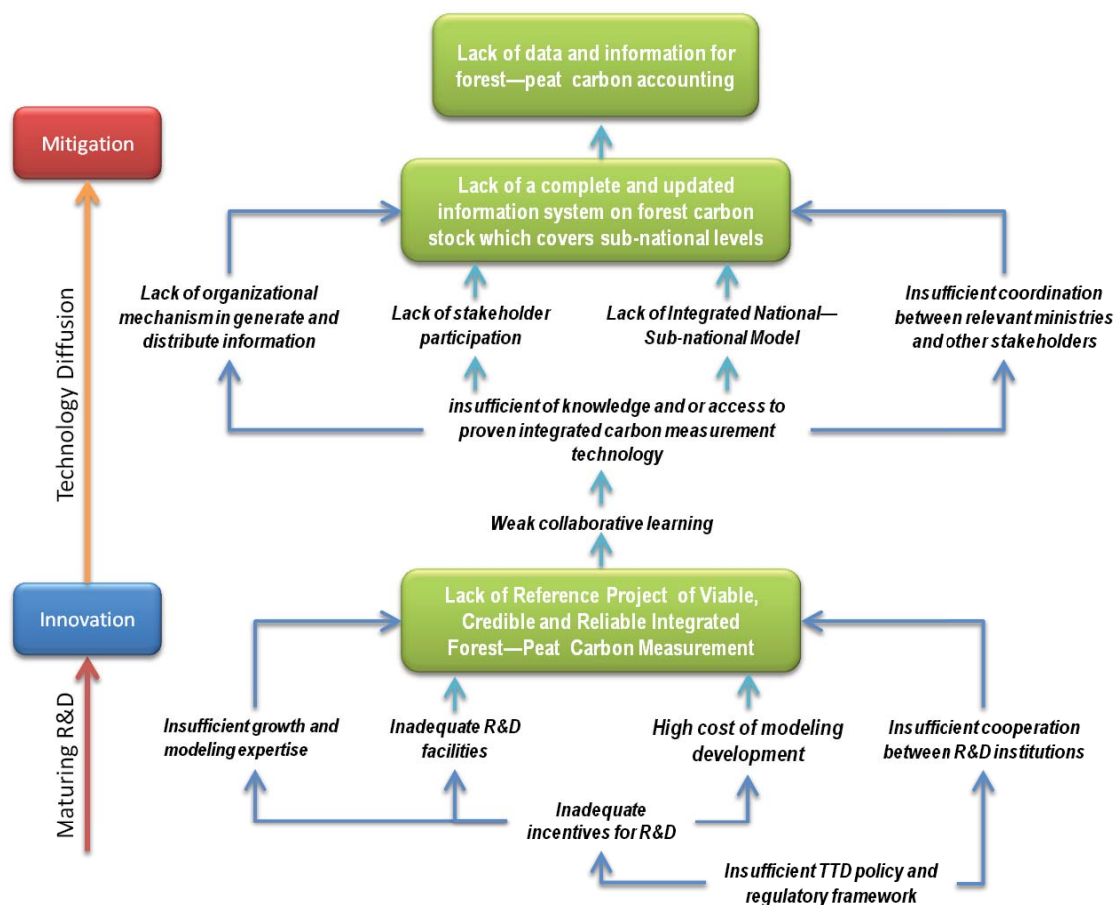 Lack of data and information for
forest—peat carbon accounting
Mitigation
Lack of a complete and updated
information system on forest carbon
stock which covers sub-national levels
Technology Diffusion
Lack of organizational
mechanism in generate and
distribute information
Lack of stakeholder
participation
Lack of Integrated National—
Sub-national Model
Insufficient coordination
between relevant ministries
and other stakeholders
insufficient of knowledge and or access to
proven integrated carbon measurement
technology
Weak collaborative learning
Innovation
Lack of Reference Project of Viable,
Credible and Reliable Integrated
Forest—Peat Carbon Measurement
Maturing R&D
Insufficient growth and
modeling expertise
Inadequate R&D
facilities
High cost of modeling
development
Insufficient cooperation
between R&D institutions
Inadequate
incentives for R&D
Insufficient TTD policy and
regulatory framework